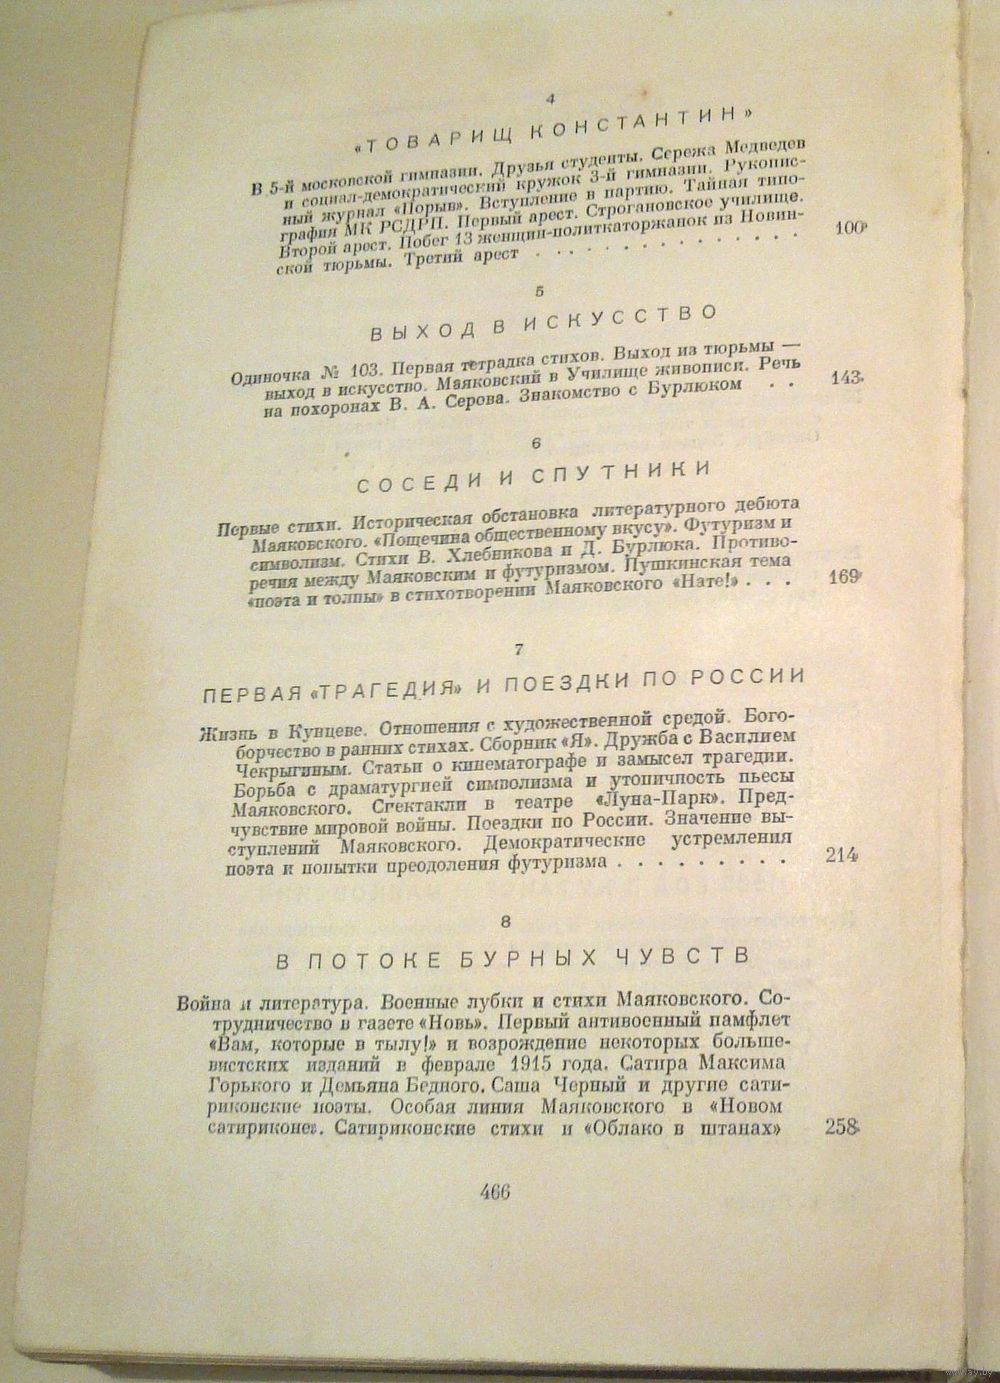 4
«ТОВАРИЩ КОНСТАНТИН»
В 5-й московской гимназии. Друзья студенты. Сережа Медведев
и социал-демократический кружок 3-й гимназии. Рукопис-
ный журнал «Порыв». Вступление в партию. Тайная типо-
графия МК РСДРП. Первый арест. Строгановское училище.
Второй арест. Побег 13 женщин-политкаторжанок из Новин-
ской тюрьмы. Третий арест . . . . . . . . . . . . 100
5
ВЫХОД В ИСКУССТВО
Одиночка № 103. Первая тетрадка стихов. Выход из тюрьмы —
выход в искусство. Маяковский в Училище живописи. Речь
на похоронах В. А. Серова. Знакомство с Бурлюком . . 143
6
СОСЕДИ И СПУТНИКИ
Первые стихи. Историческая обстановка литературного дебюта
Маяковского. «Пощечина общественному вкусу». Футуризм и
символизм. Стихи В. Хлебникова и Д. Бурлюка. Противо-
речия между Маяковским и футуризмом. Пушкинская тема
«поэта и толпы» в стихотворении Маяковского «Нате!» . . . 169
7
ПЕРВАЯ «ТРАГЕДИЯ» И ПОЕЗДКИ ПО РОССИИ
Жизнь в Кунцеве. Отношения с художественной средой. Бого-
борчество в ранних стихах. Сборник «Я». Дружба с Василием
Чекрыгиным. Статьи о кинематографе и замысел трагедии.
Борьба с драматургией символизма и утопичность пьесы
Маяковского. Спектакли в театре «Луна-Парк». Пред-
чувствие мировой войны. Поездки по России. Значение вы-
ступлений Маяковского. Демократические устремления
поэта и попытки преодоления футуризма . . . . . . . . . 214
8
В ПОТОКЕ БУРНЫХ ЧУВСТВ
Война и литература. Военные лубки и стихи Маяковского. Со-
трудничество в газете «Новь». Первый антивоенный памфлет
«Вам, которые в тылу!» и возрождение некоторых больше-
вистских изданий в феврале 1915 года. Сатира Максима
Горького и Демьяна Бедного. Саша Черный и другие сати-
риконские поэты. Особая линия Маяковского в «Новом
сатириконе». Сатириконские стихи и «Облако в штанах» 258
466